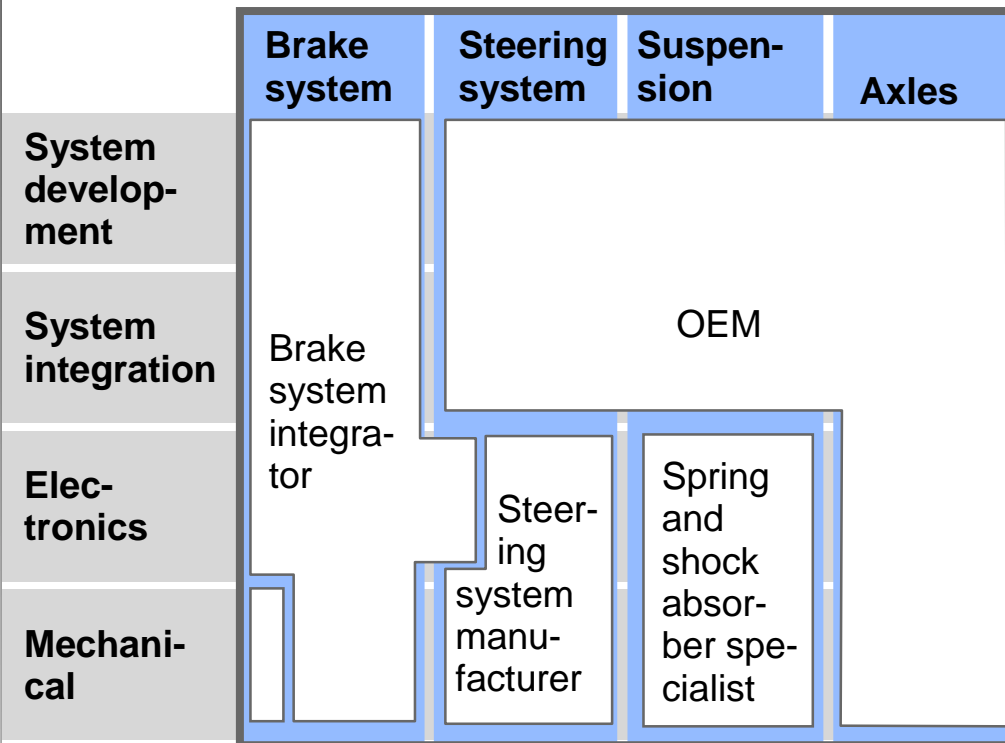 Brake
system
Steering
system
Suspen-
sion
Axles
System
develop-
ment
System
integration
Elec-
tronics
Mechani-
cal
Brake
system
integra-
tor
OEM
Steer-
ing
system
manu-
facturer
Spring
and
shock
absor-
ber spe-
cialist